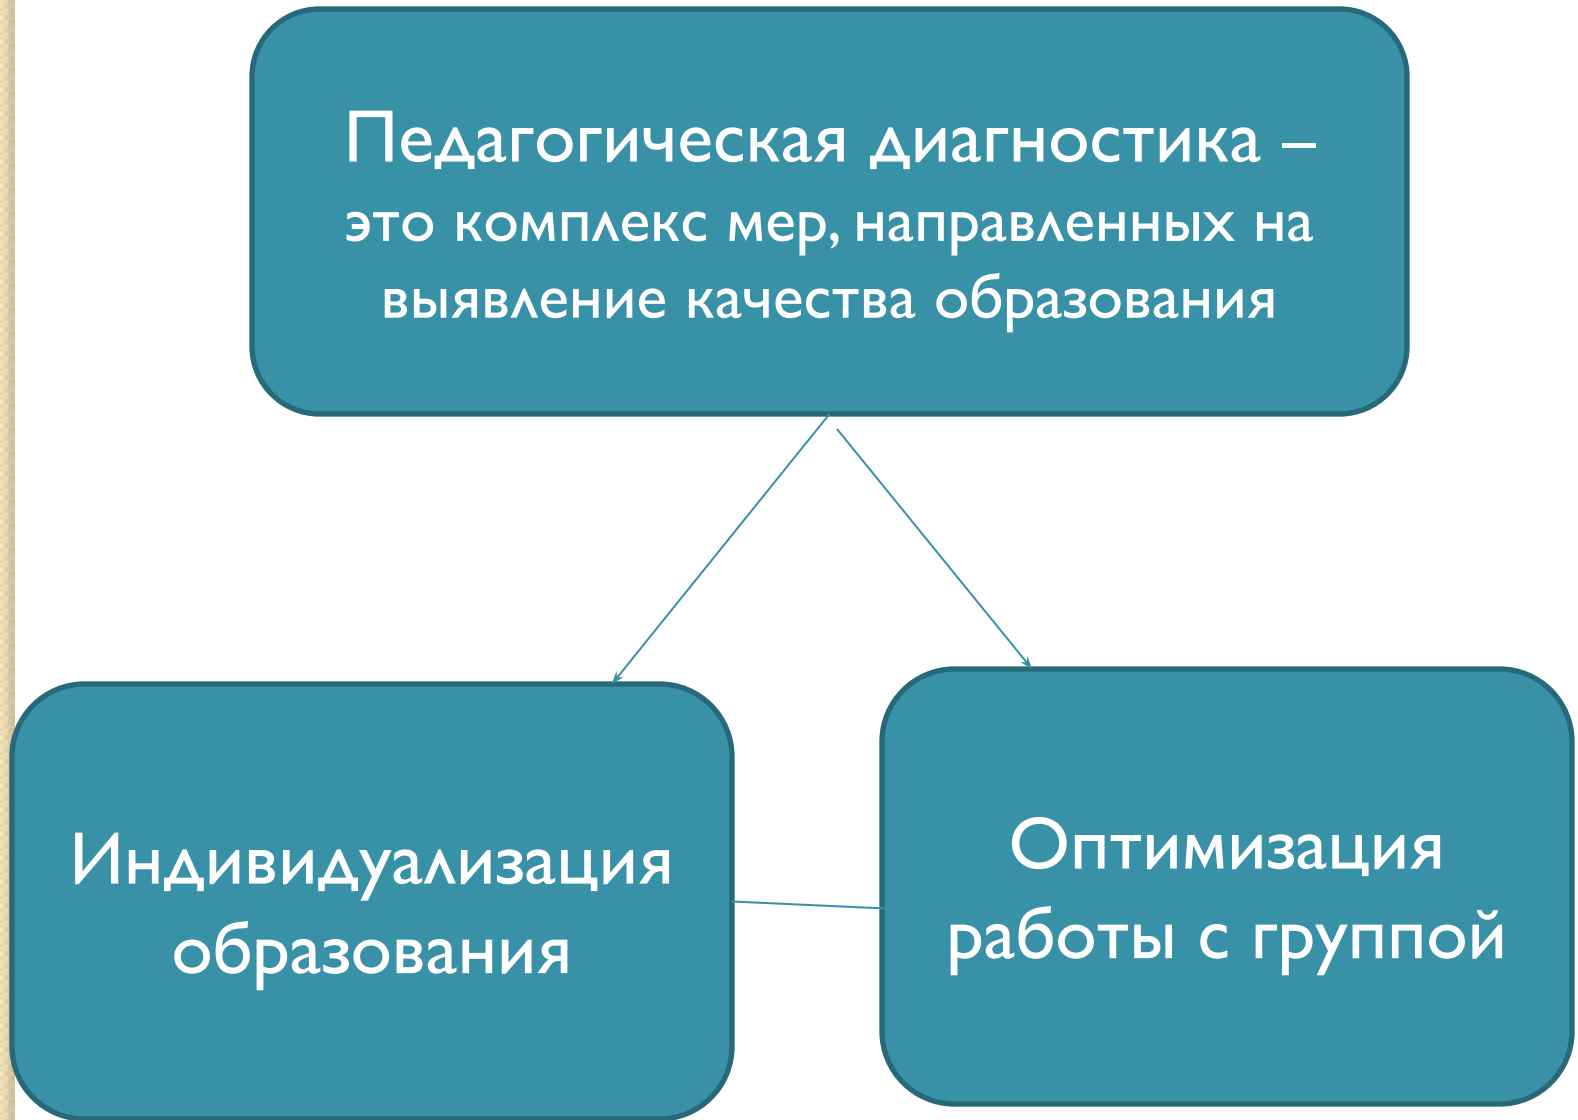 Педагогическая диагностика –
это комплекс мер, направленных на
выявление качества образования
Индивидуализация
образования
Оптимизация
работы с группой